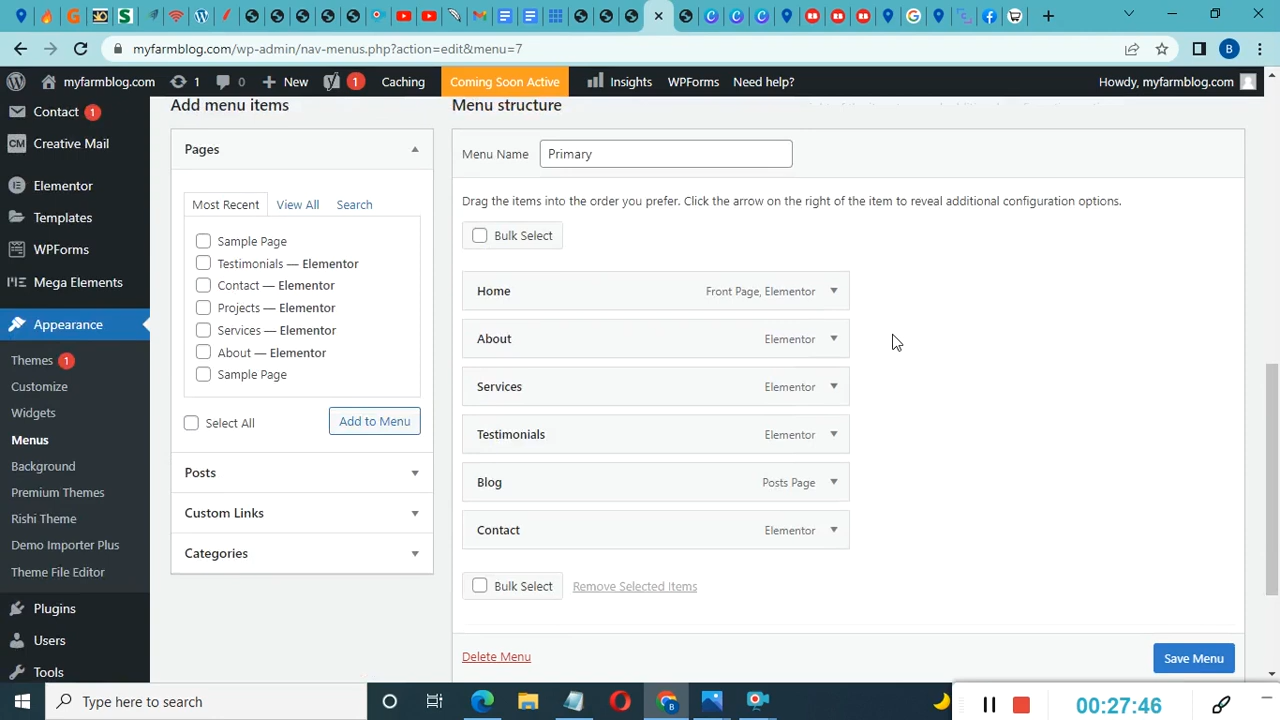 myfarmblog.com/wp-admin/nav-menus.php?action=edit&menu=7
B
myfarmblog.com 1 0 New 1 Caching Coming Soon Active Insights WPForms Need help? Howdy, myfarmblog.com
Contact 1
Creative Mail
Elementor
Templates
WPForms
Mega Elements
Appearance
Themes 1
Customize
Widgets
Menus
Background
Premium Themes
Rishi Theme
Demo Importer Plus
Theme File Editor
Plugins
Users
Tools
Add menu items
Pages
Most Recent View All Search
Sample Page
Testimonials — Elementor
Contact — Elementor
Projects — Elementor
Services — Elementor
About — Elementor
Sample Page
Select All Add to Menu
Posts
Custom Links
Categories
Menu structure
Menu Name Primary
Drag the items into the order you prefer. Click the arrow on the right of the item to reveal additional configuration options.
Bulk Select
Home Front Page, Elementor
About Elementor
Services Elementor
Testimonials Elementor
Blog Posts Page
Contact Elementor
Bulk Select Remove Selected Items
Delete Menu Save Menu
Type here to search
00:27:46